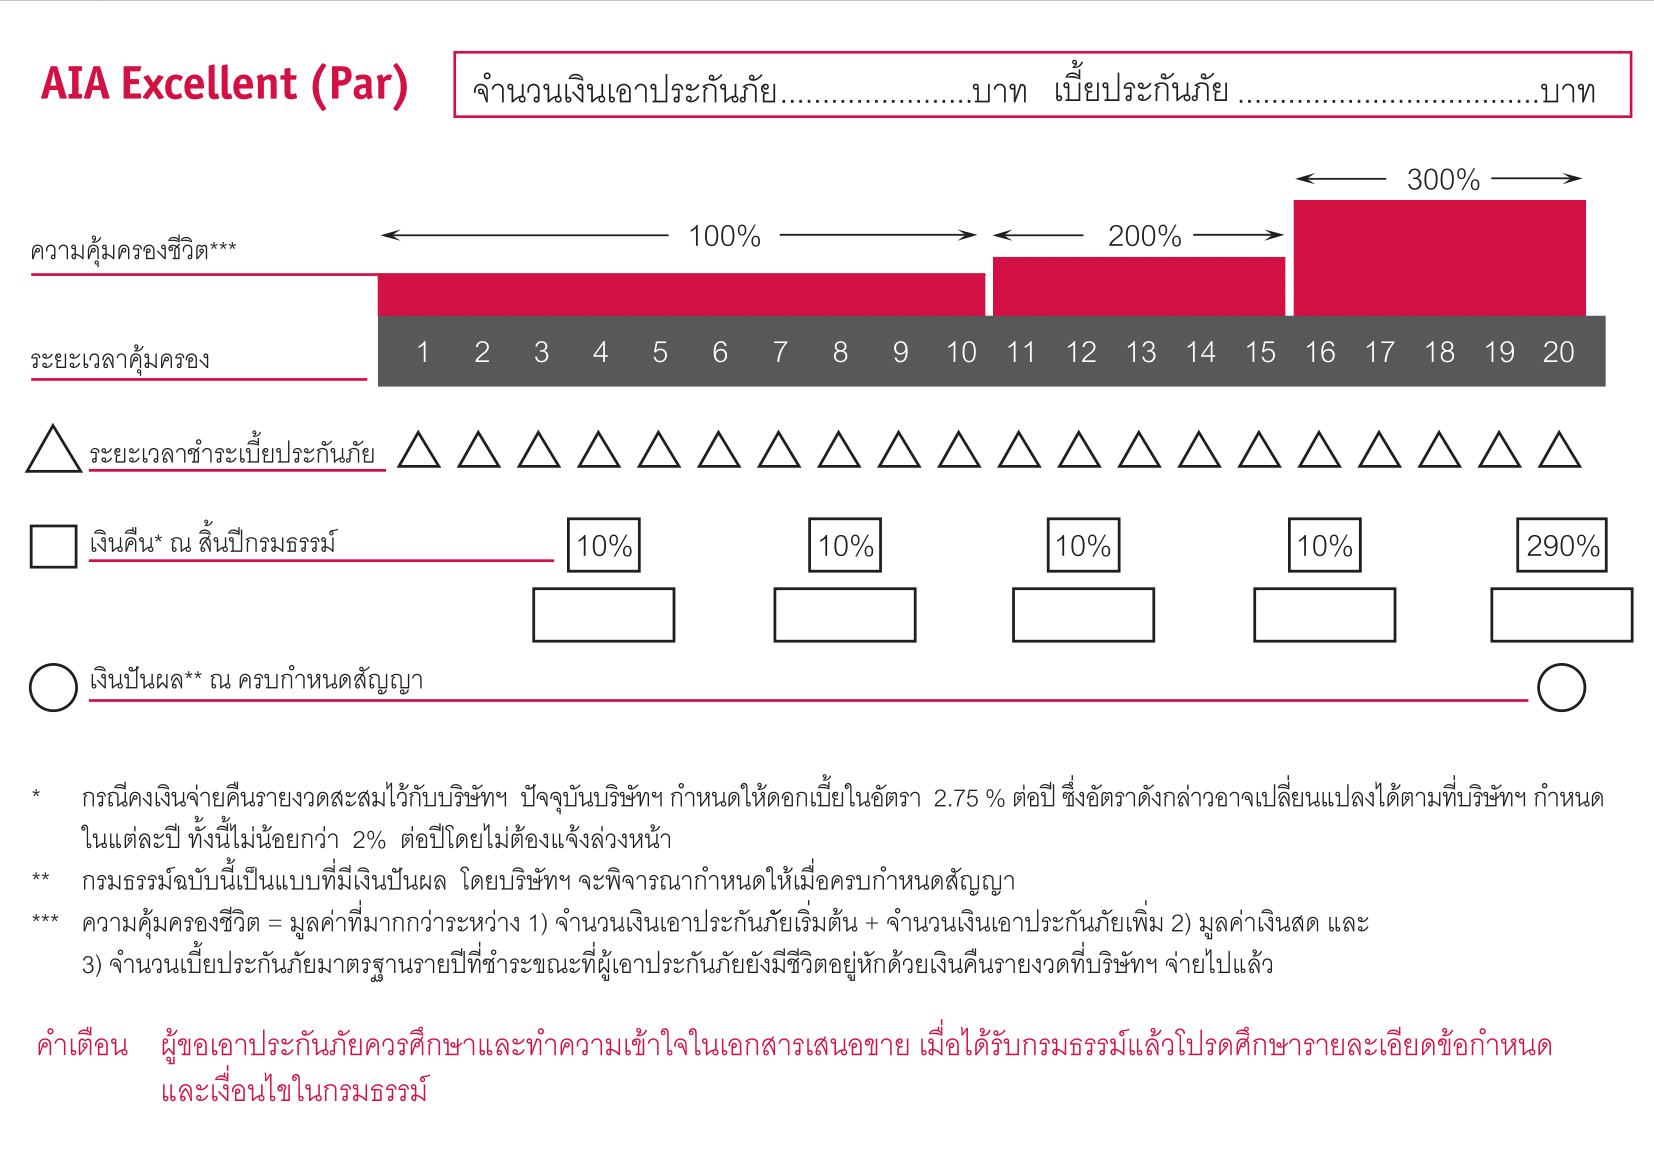 AIA Excellent (Par)
จำนวนเงินเอาประกันภัย.......................บาท เบี้ยประกันภัย ....................................บาท
300%
100% 200%
ความคุ้มครองชีวิต***
ระยะเวลาคุ้มครอง 1 2 3 4 5 6 7 8 9 10 11 12 13 14 15 16 17 18 19 20
ระยะเวลาชำระเบี้ยประกันภัย
เงินคืน* ณ สิ้นปีกรมธรรม์ 10% 10% 10% 10% 290%
เงินปันผล** ณ ครบกำหนดสัญญา
* กรณีคงเงินจ่ายคืนรายงวดสะสมไว้กับบริษัทฯ ปัจจุบันบริษัทฯ กำหนดให้ดอกเบี้ยในอัตรา 2.75 % ต่อปี ซึ่งอัตราดังกล่าวอาจเปลี่ยนแปลงได้ตามที่บริษัทฯ กำหนด
ในแต่ละปี ทั้งนี้ไม่น้อยกว่า 2% ต่อปีโดยไม่ต้องแจ้งล่วงหน้า
** กรมธรรม์ฉบับนี้เป็นแบบที่มีเงินปันผล โดยบริษัทฯ จะพิจารณากำหนดให้เมื่อครบกำหนดสัญญา
*** ความคุ้มครองชีวิต = มูลค่าที่มากกว่าระหว่าง 1) จำนวนเงินเอาประกันภัยเริ่มต้น + จำนวนเงินเอาประกันภัยเพิ่ม 2) มูลค่าเงินสด และ
3) จำนวนเบี้ยประกันภัยมาตรฐานรายปีที่ชำระขณะที่ผู้เอาประกันภัยยังมีชีวิตอยู่หักด้วยเงินคืนรายงวดที่บริษัทฯ จ่ายไปแล้ว
คำเตือน ผู้ขอเอาประกันภัยควรศึกษาและทำความเข้าใจในเอกสารเสนอขาย เมื่อได้รับกรมธรรม์แล้วโปรดศึกษารายละเอียดข้อกำหนด
และเงื่อนไขในกรมธรรม์